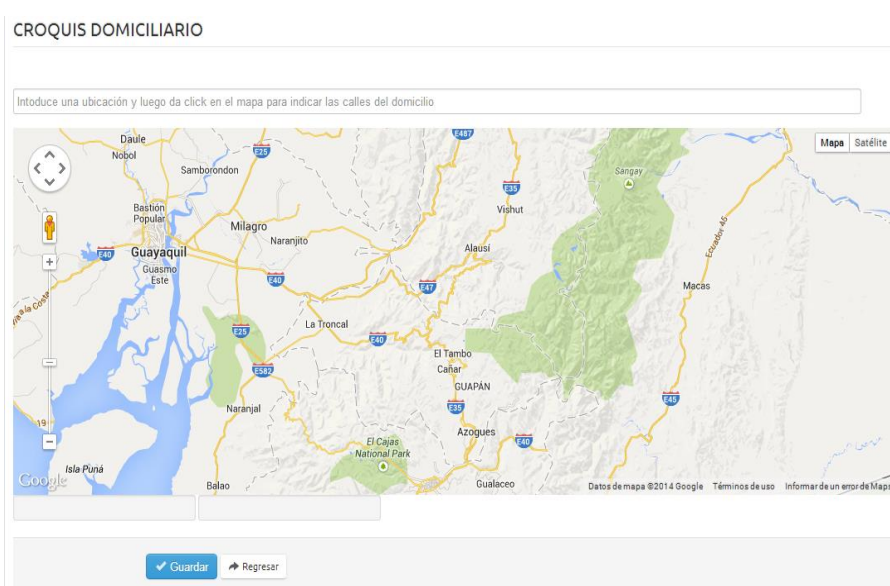 CROQUIS DOMICILIARIO
Intoduce una ubicación y luego da click en el mapa para indicar las calles del domicilio
Daule
Nobol
E25
E487
Mapa
Satélite
Samborondon
Sangay
E35
Bastión
Popular
Vishut
Milagro
Naranjito
Ecuador 45
E40
Guayaquil
Alausí
Guasmo
Este
E40
E47
Macas
Vía a la Costa
La Troncal
E25
E40
El Tambo
Cañar
E582
GUAPÁN
E45
Naranjal
E35
19
Azogues
E40
El Cajas
National Park
Isla Puná
Google
Balao
Gualaceo
Datos de mapa ©2014 Google
Términos de uso
Informar de un error de Maps
Guardar
Regresar